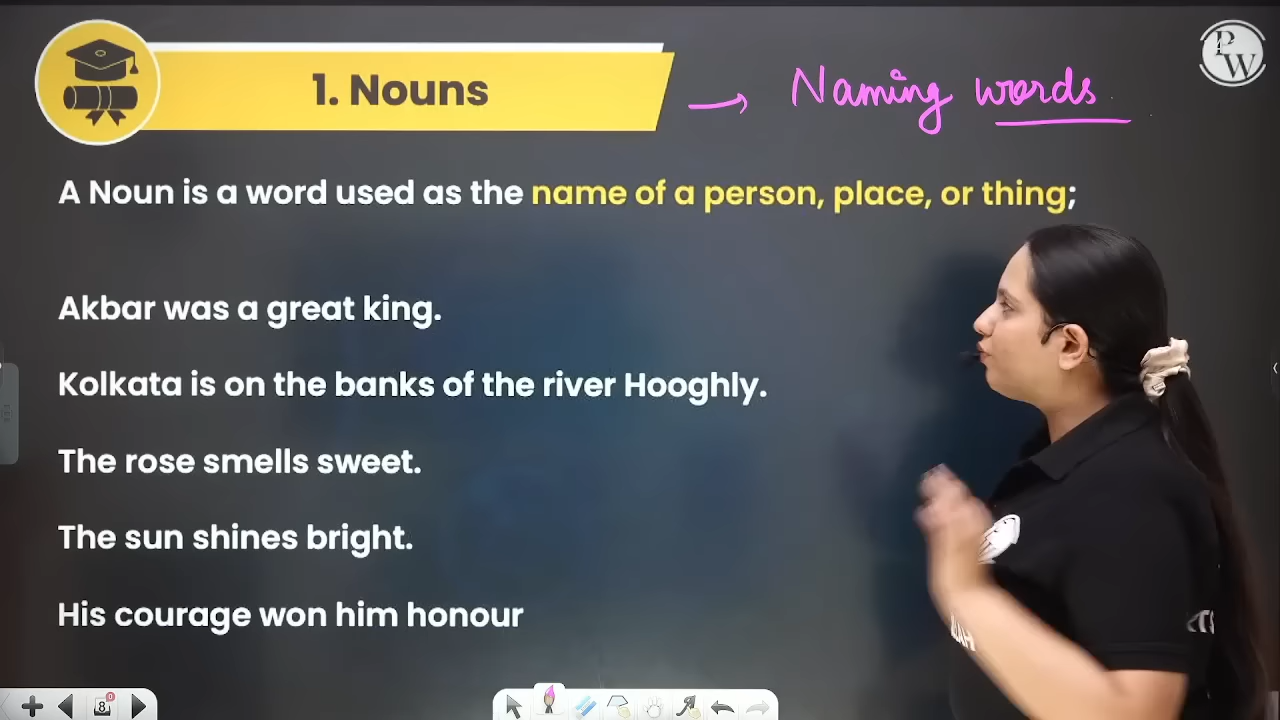 1. Nouns → Naming words
PW
A Noun is a word used as the name of a person, place, or thing;
Akbar was a great king.
Kolkata is on the banks of the river Hooghly.
The rose smells sweet.
The sun shines bright.
His courage won him honour
8